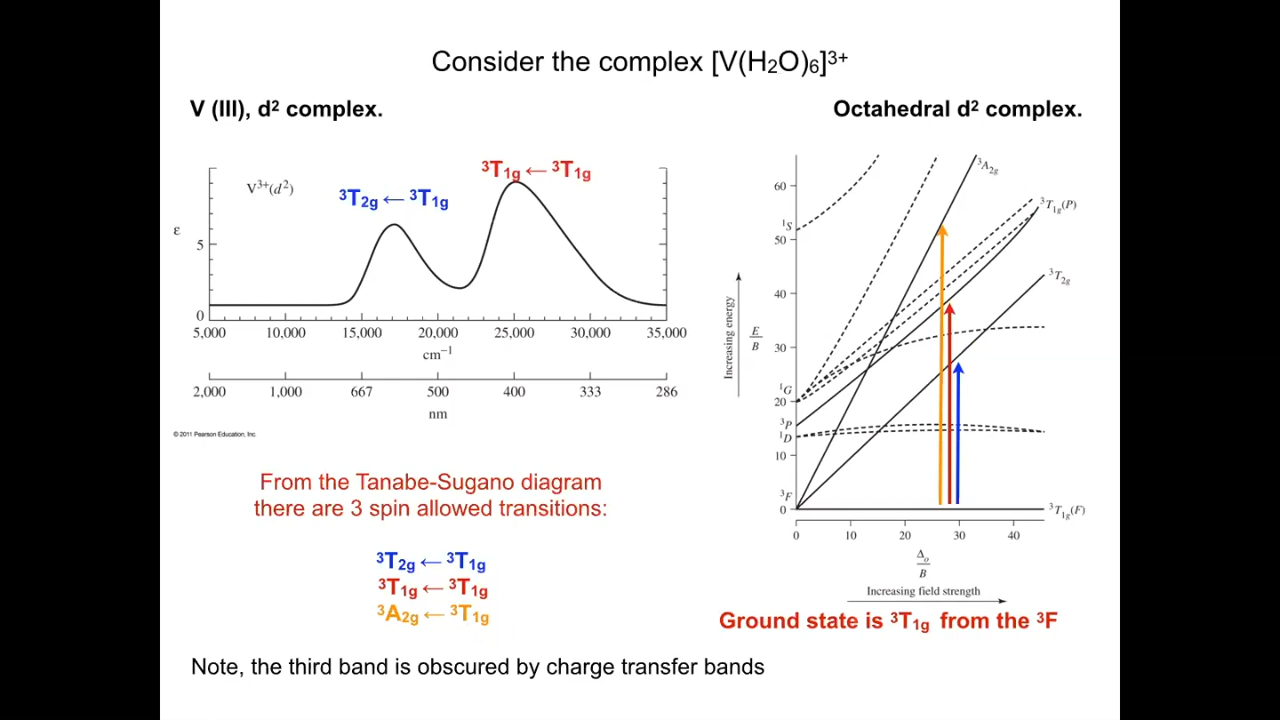 Consider the complex [V(H₂O)₆]³⁺
V (III), d² complex.
Octahedral d² complex.
V³⁺(d²)
³T₂g ← ³T₁g
³T₁g ← ³T₁g
ε
5
0
5,000 10,000 15,000 20,000 25,000 30,000 35,000
cm⁻¹
2,000 1,000 667 500 400 333 286
nm
© 2011 Pearson Education, Inc.
From the Tanabe-Sugano diagram
there are 3 spin allowed transitions:
³T₂g ← ³T₁g
³T₁g ← ³T₁g
³A₂g ← ³T₁g
Note, the third band is obscured by charge transfer bands
Increasing energy
E
B
60
¹S
50
40
30
¹G
20
³P
¹D
10
³F
0
³A₂g
³T₁g(P)
³T₂g
³T₁g(F)
0 10 20 30 40
Δₒ
B
Increasing field strength
Ground state is ³T₁g from the ³F